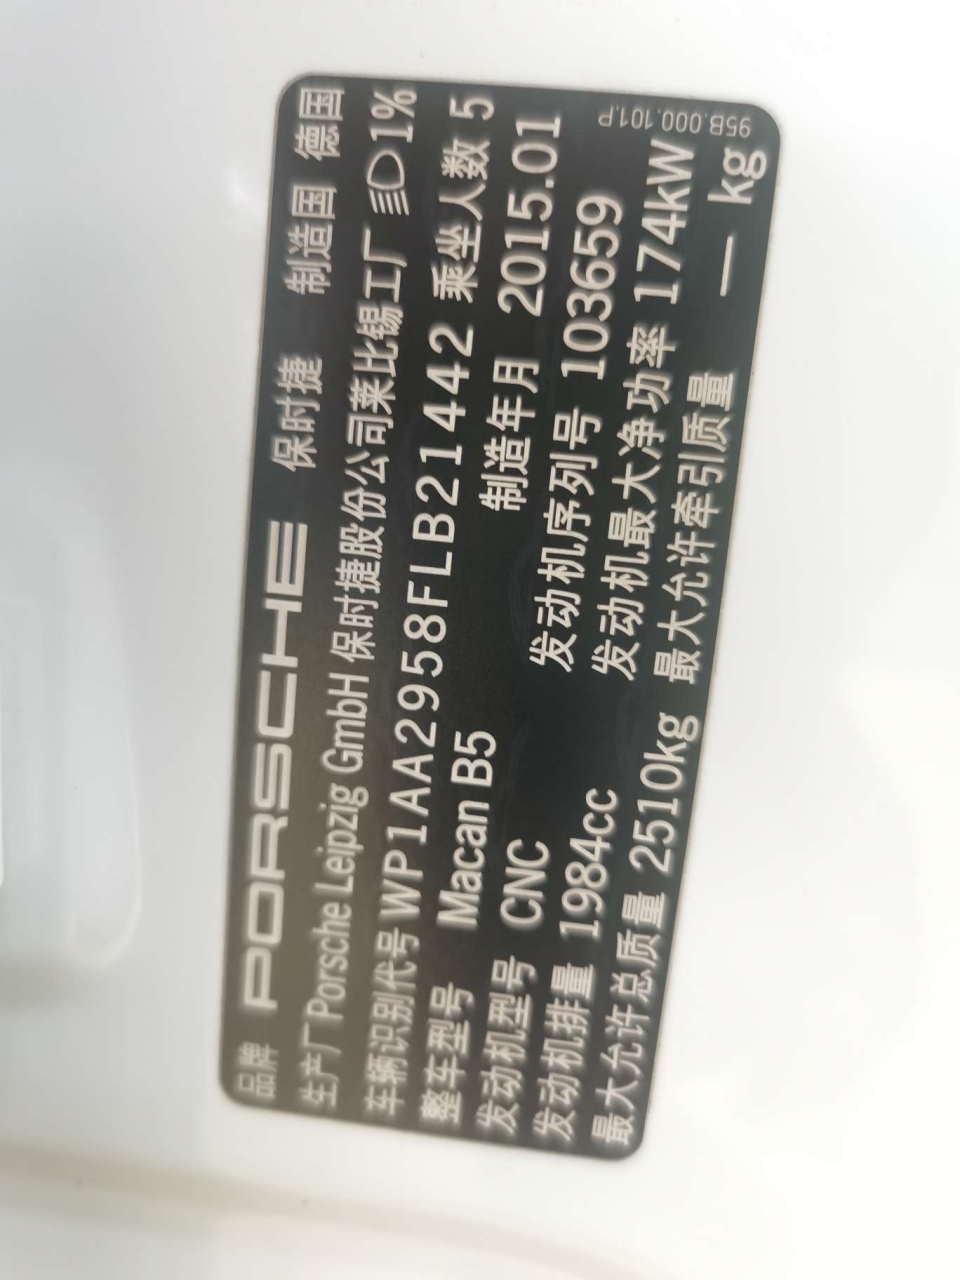 品牌 PORSCHE 保时捷 制造国 德国
生产厂 Porsche Leipzig GmbH 保时捷股份公司莱比锡工厂 1%
车辆识别代号 WP1AA2958FLB21442 乘坐人数 5
整车型号 Macan B5 制造年月 2015.01
发动机型号 CNC 发动机序列号 103659
发动机排量 1984cc 发动机最大净功率 174kW
最大允许总质量 2510kg 最大允许牵引质量 — kg
95B.000.101.P